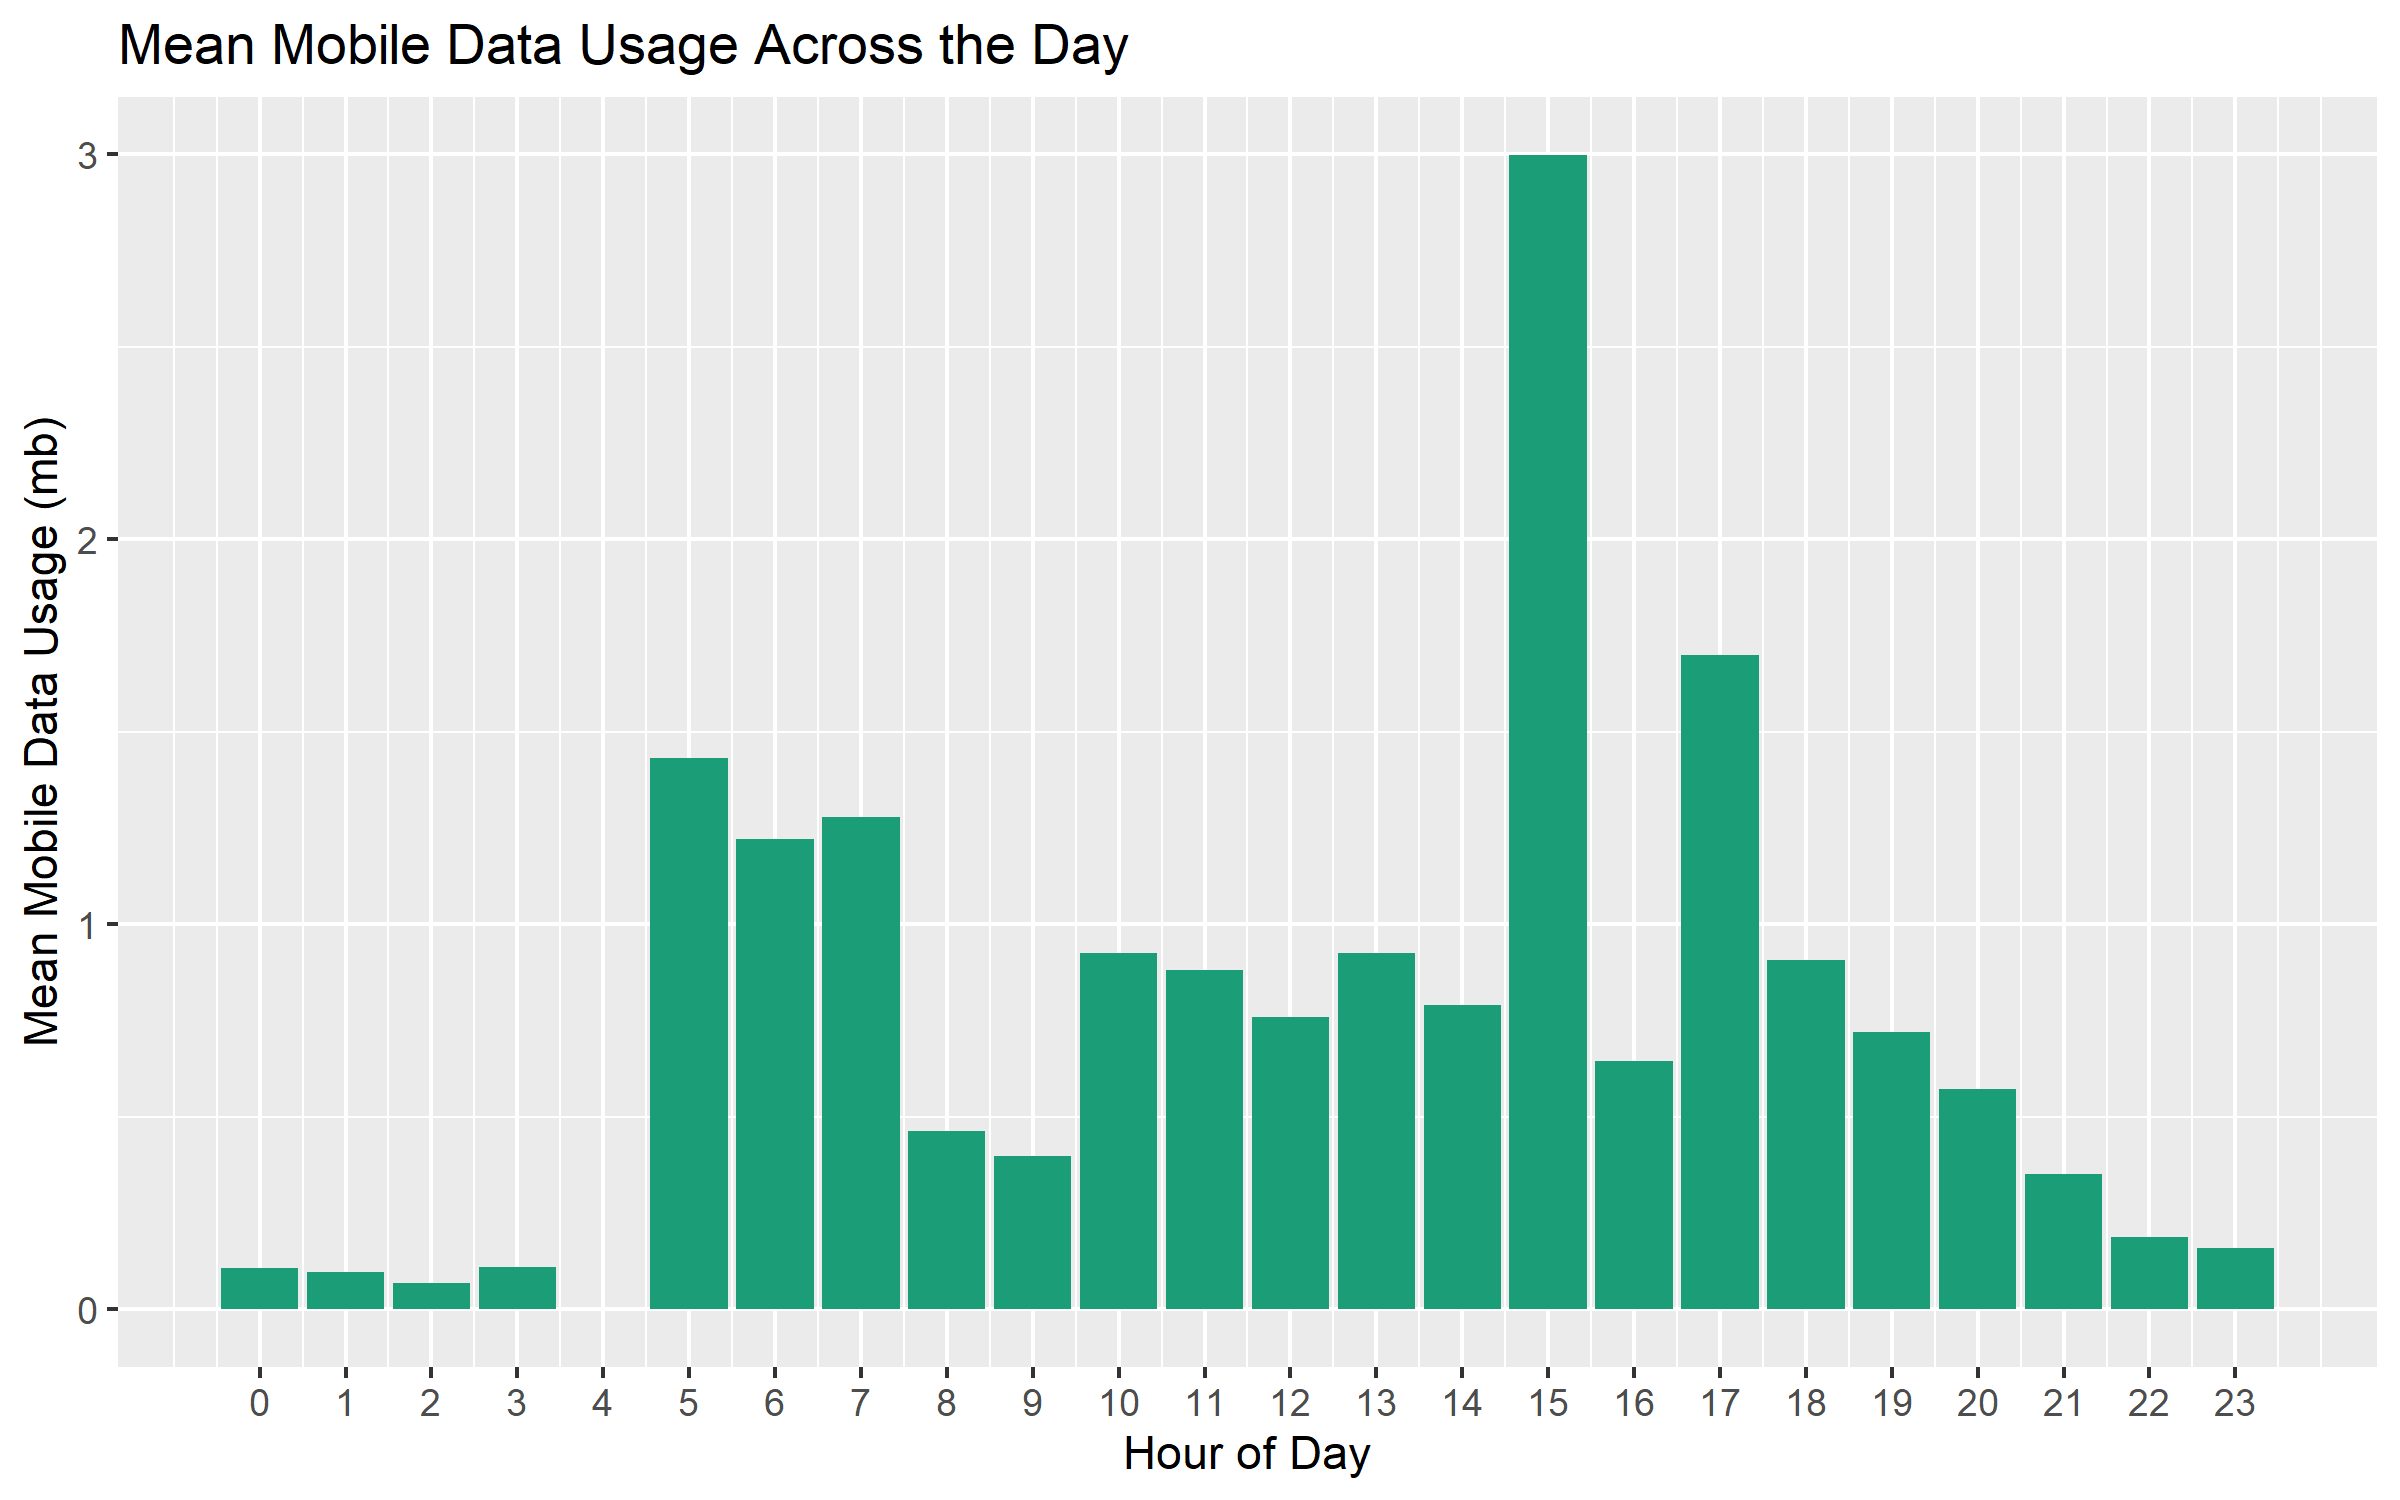 Mean Mobile Data Usage Across the Day
Mean Mobile Data Usage (mb)
3
2
1
0
0 1 2 3 4 5 6 7 8 9 10 11 12 13 14 15 16 17 18 19 20 21 22 23
Hour of Day